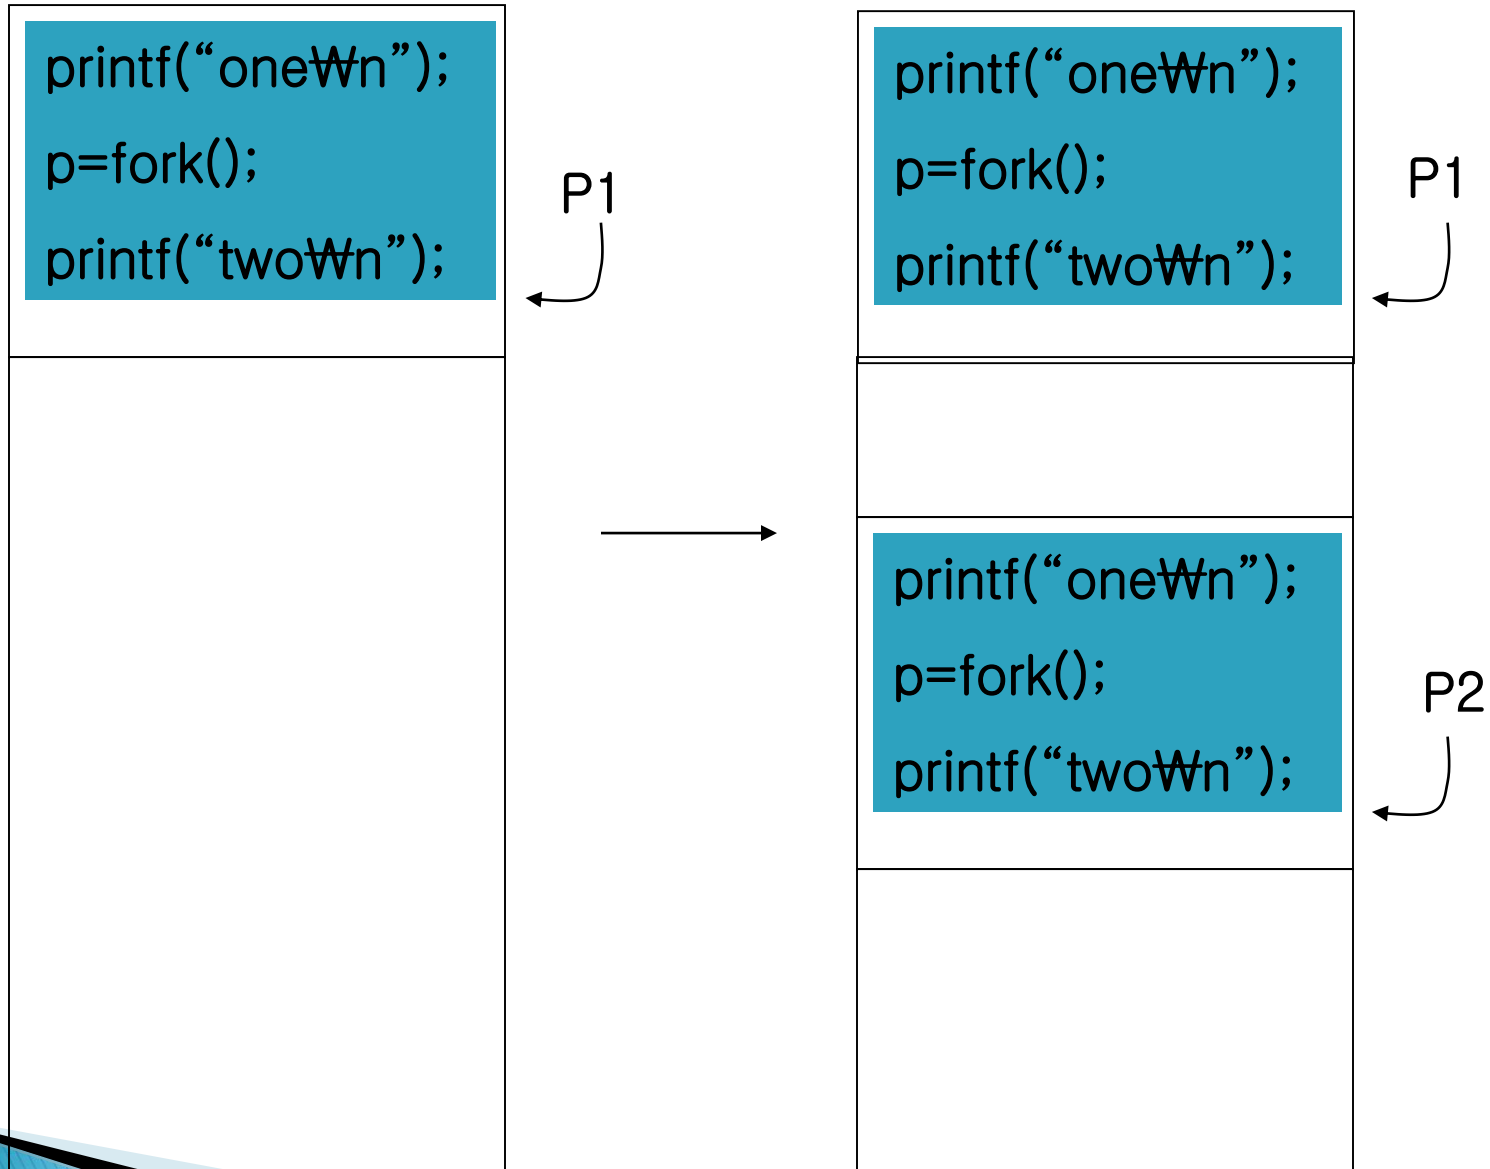 printf(“one₩n”);
p=fork();
printf(“two₩n”);
P1
printf(“one₩n”);
p=fork();
printf(“two₩n”);
P1
printf(“one₩n”);
p=fork();
printf(“two₩n”);
P2